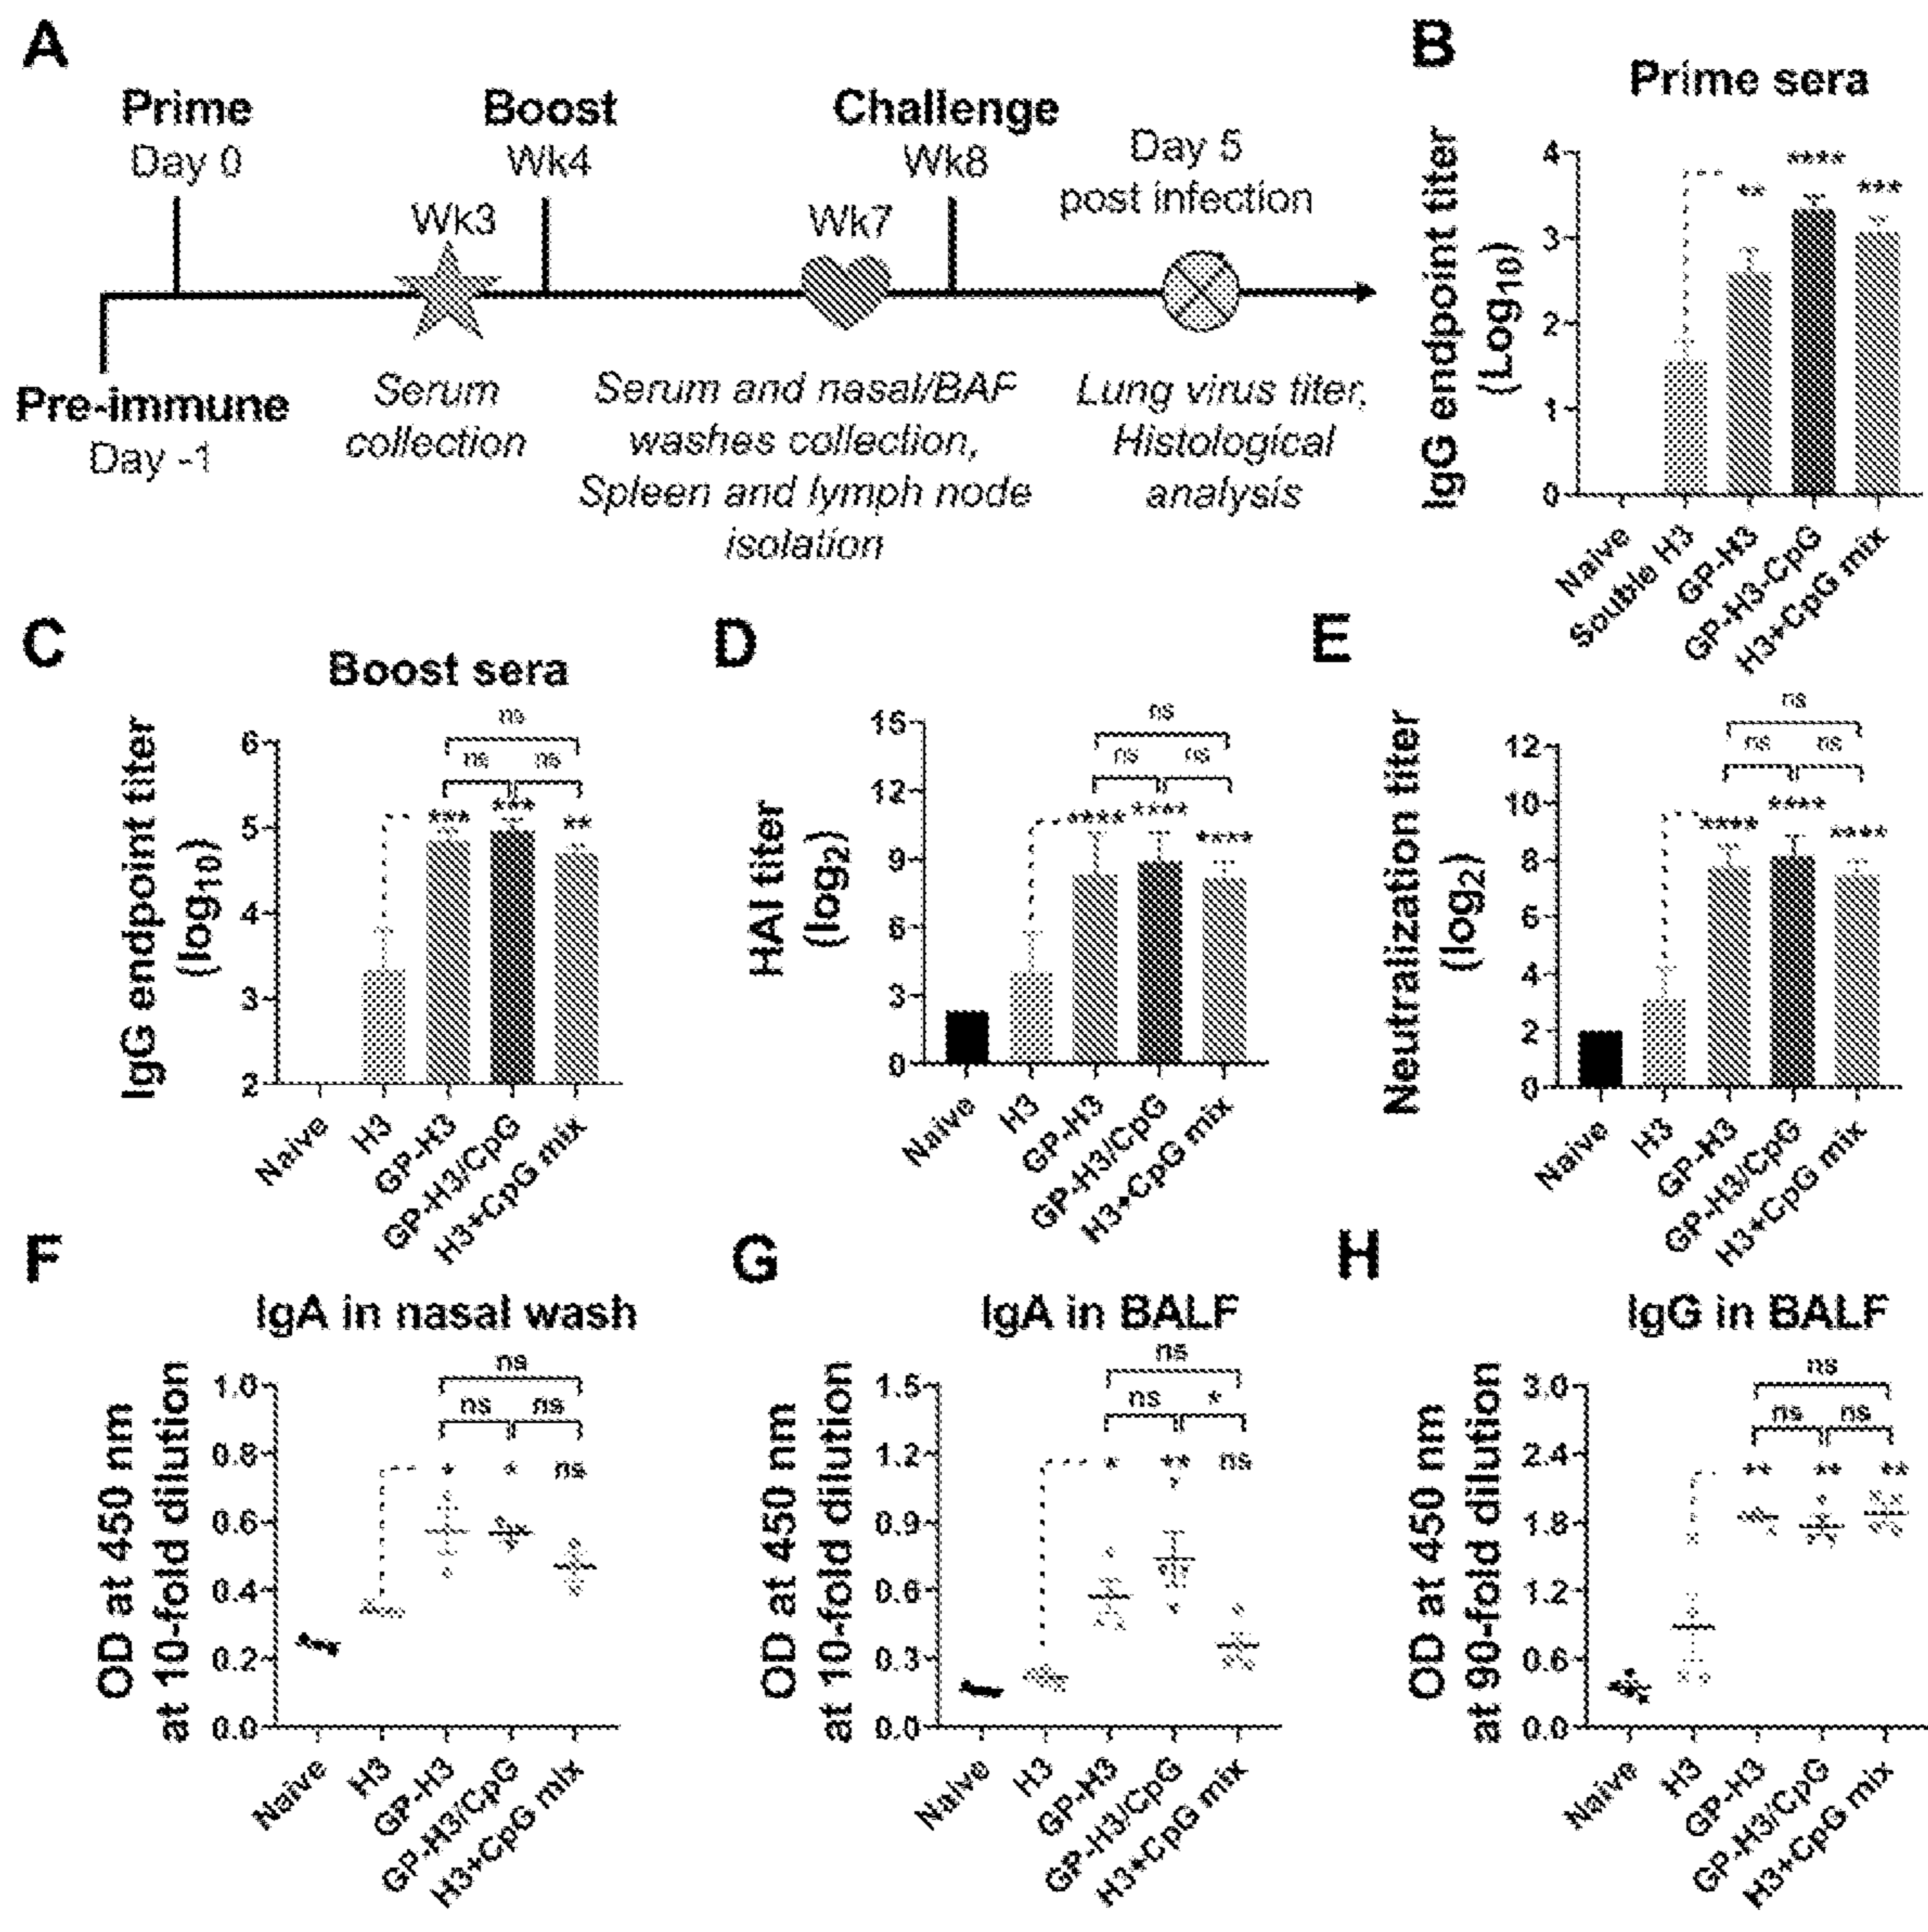 A
Prime
Day 0
Boost
Wk4
Challenge
Wk8
Day 5
post infection
Wk3
Wk7
Pre-immune
Day -1
Serum
collection
Serum and nasal/BAF
washes collection,
Spleen and lymph node
isolation
Lung virus titer,
Histological
analysis
B
Prime sera
IgG endpoint titer
(Log10)
4
3
2
1
0
**
****
***
Naive
Souble H3
GP-H3
GP-H3-CpG
H3+CpG mix
C
Boost sera
IgG endpoint titer
(log10)
6
5
4
3
2
ns
ns
ns
***
***
**
Naive
H3
GP-H3
GP-H3/CpG
H3+CpG mix
D
HAI titer
(log2)
15
12
9
6
3
0
ns
ns
ns
****
****
****
Naive
H3
GP-H3
GP-H3/CpG
H3+CpG mix
E
Neutralization titer
(log2)
12
10
8
6
4
2
0
ns
ns
ns
****
****
****
Naive
H3
GP-H3
GP-H3/CpG
H3+CpG mix
F
IgA in nasal wash
OD at 450 nm
at 10-fold dilution
1.0
0.8
0.6
0.4
0.2
0.0
ns
ns
ns
*
*
ns
Naive
H3
GP-H3
GP-H3/CpG
H3+CpG mix
G
IgA in BALF
OD at 450 nm
at 10-fold dilution
1.5
1.2
0.9
0.6
0.3
0.0
ns
ns
*
*
**
ns
Naive
H3
GP-H3
GP-H3/CpG
H3+CpG mix
H
IgG in BALF
OD at 450 nm
at 90-fold dilution
3.0
2.4
1.8
1.2
0.6
0.0
ns
ns
ns
**
**
**
Naive
H3
GP-H3
GP-H3/CpG
H3+CpG mix